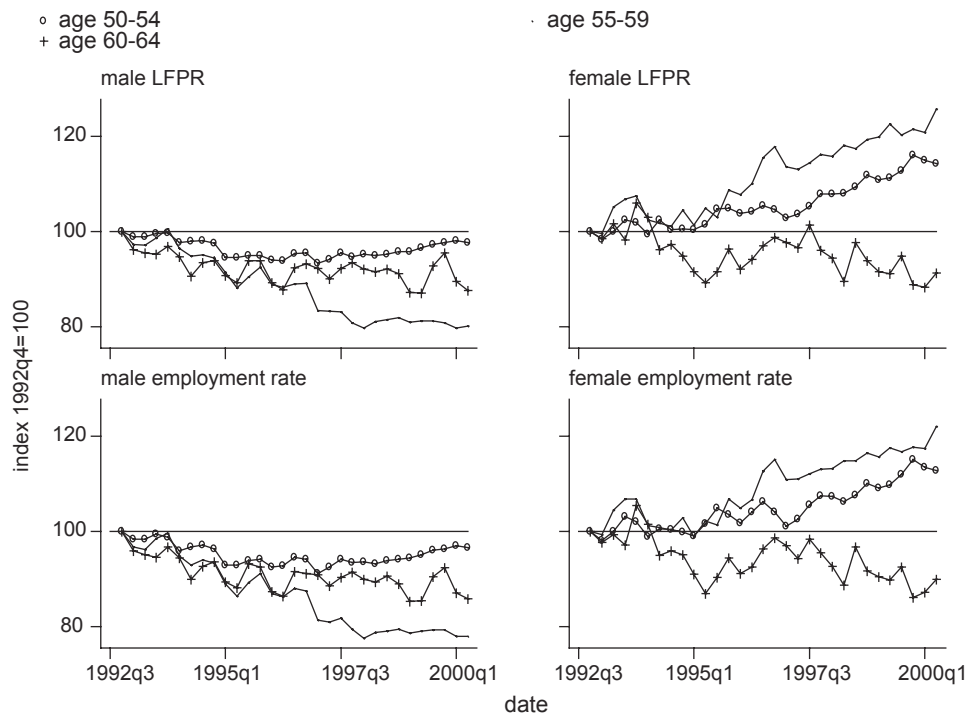 age 50-54
age 55-59
age 60-64
male LFPR
female LFPR
120
100
80
male employment rate
female employment rate
index 1992q4=100
120
100
80
1992q3
1995q1
1997q3
2000q1
1992q3
1995q1
1997q3
2000q1
date